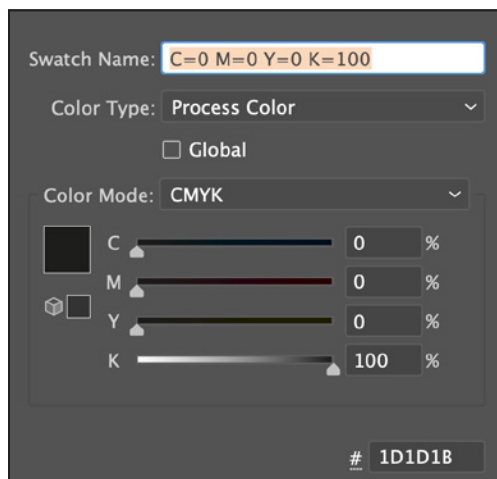 Swatch Name: C=0 M=0 Y=0 K=100
Color Type: Process Color
Global
Color Mode: CMYK
C 0 %
M 0 %
Y 0 %
K 100 %
# 1D1D1B